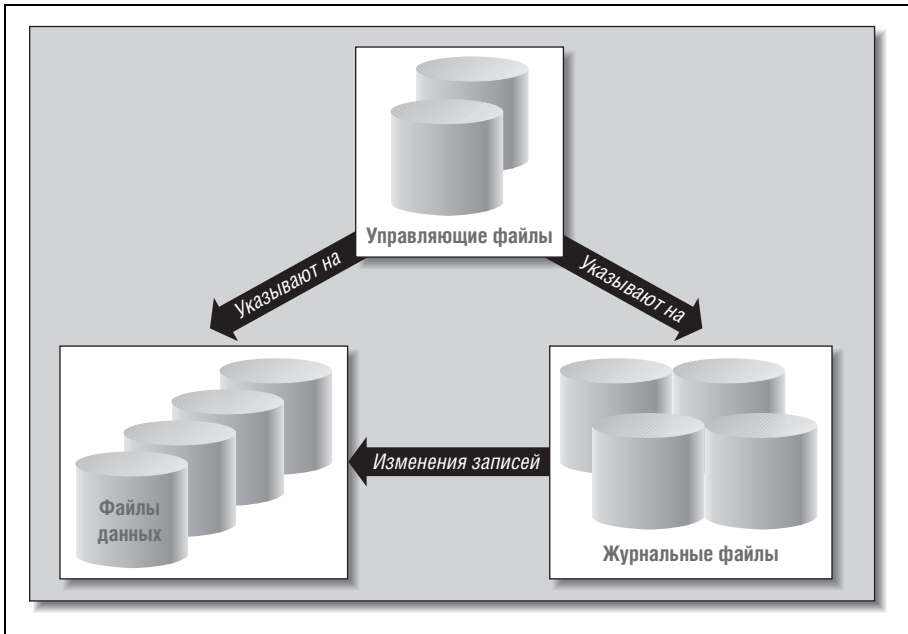 Управляющие файлы
Указывают на
Указывают на
Изменения записей
Файлы
данных
Журнальные файлы